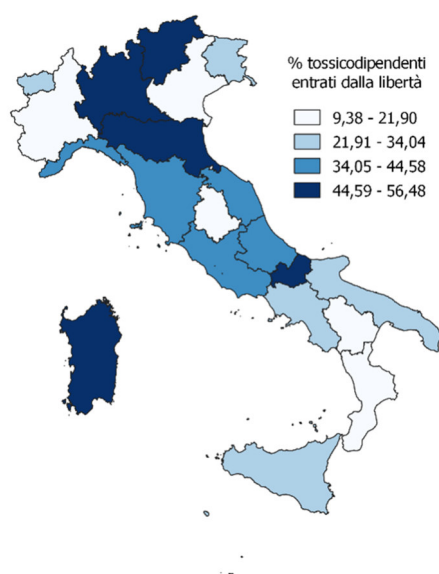 % tossicodipendenti
entrati dalla libertà
9,38 - 21,90
21,91 - 34,04
34,05 - 44,58
44,59 - 56,48